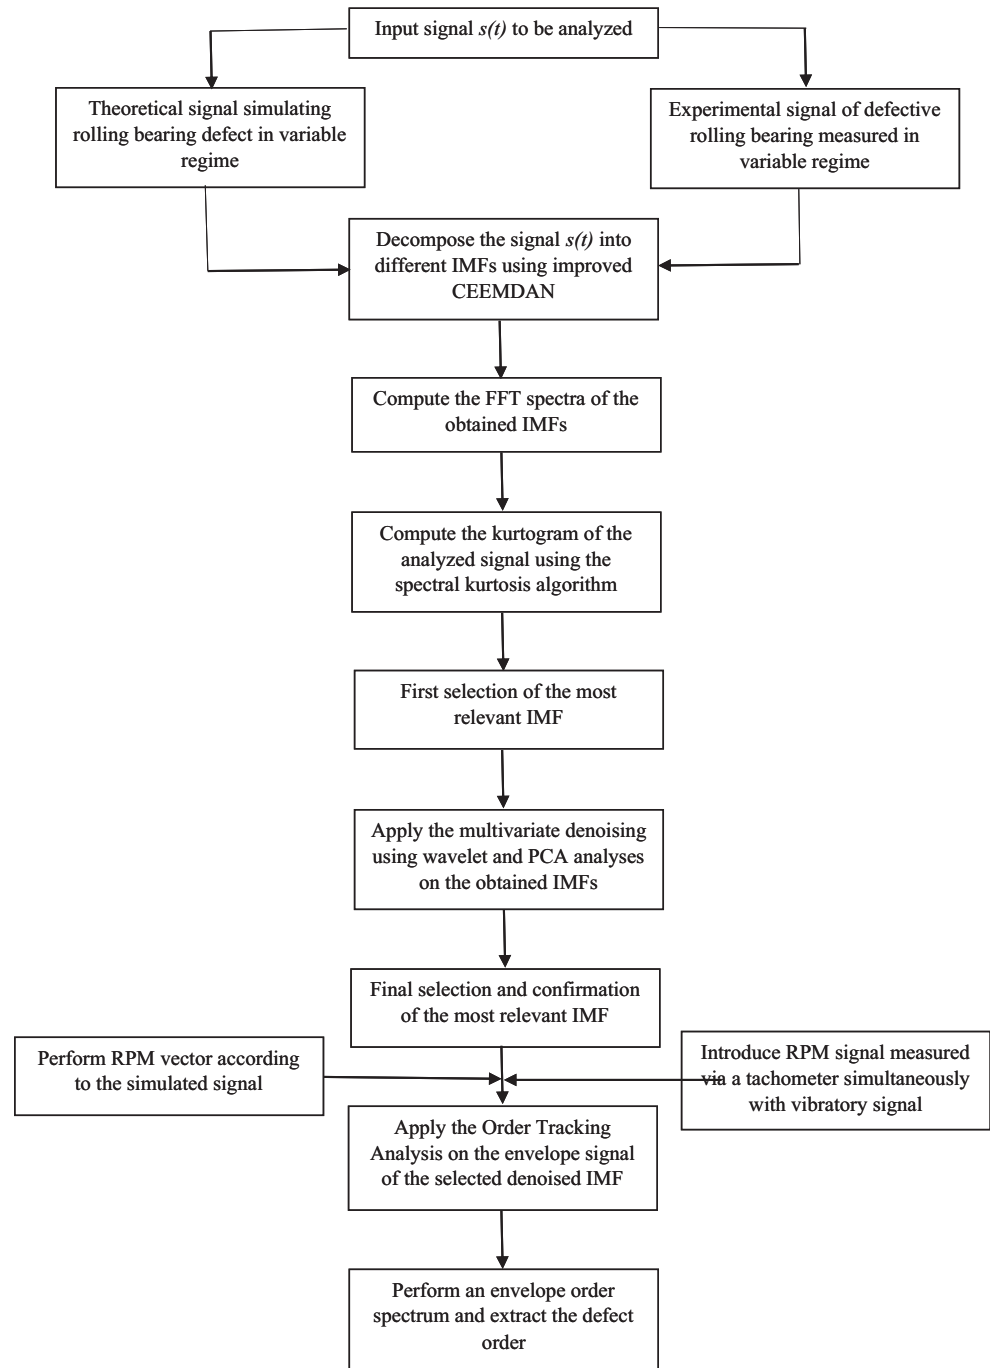 Input signal s(t) to be analyzed
Theoretical signal simulating
rolling bearing defect in variable
regime
Experimental signal of defective
rolling bearing measured in
variable regime
Decompose the signal s(t) into
different IMFs using improved
CEEMDAN
Compute the FFT spectra of the
obtained IMFs
Compute the kurtogram of the
analyzed signal using the
spectral kurtosis algorithm
First selection of the most
relevant IMF
Apply the multivariate denoising
using wavelet and PCA analyses
on the obtained IMFs
Final selection and confirmation
of the most relevant IMF
Perform RPM vector according
to the simulated signal
Introduce RPM signal measured
via a tachometer simultaneously
with vibratory signal
Apply the Order Tracking
Analysis on the envelope signal
of the selected denoised IMF
Perform an envelope order
spectrum and extract the defect
order